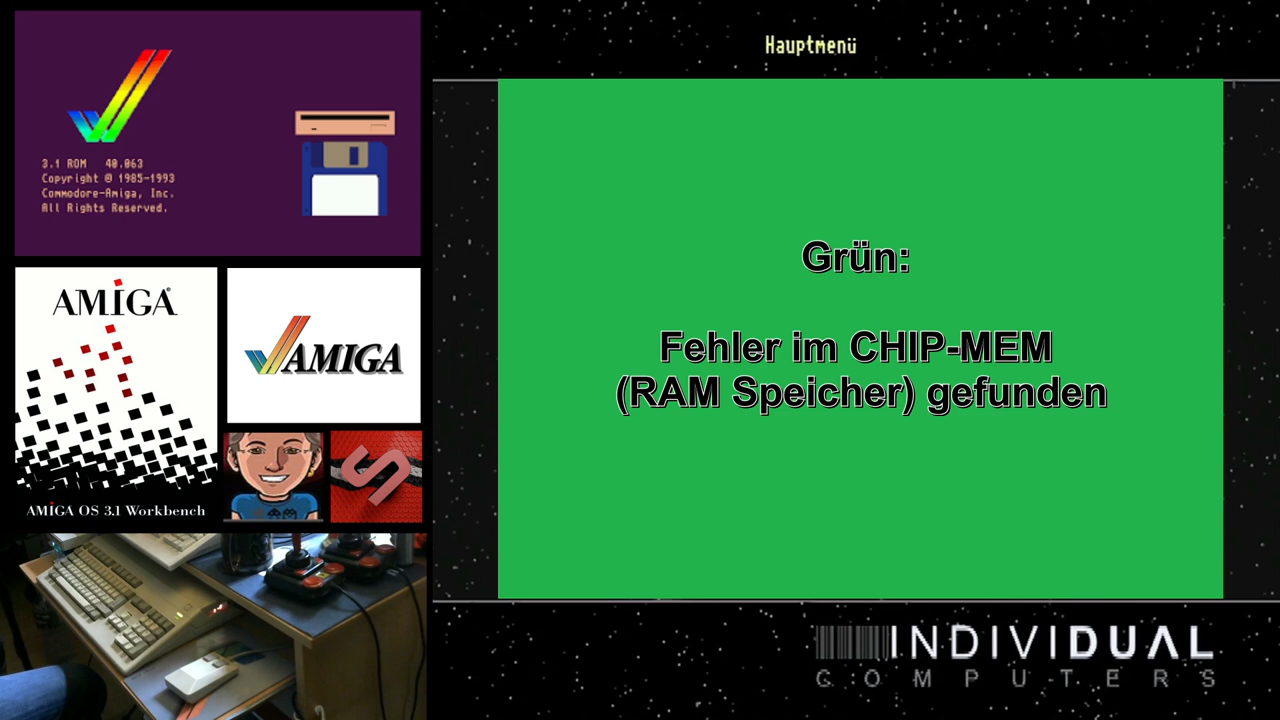 3.1 ROM 40.063
Copyright © 1985-1993
Commodore-Amiga, Inc.
All Rights Reserved.
AMIGA®
AMIGA OS 3.1 Workbench
AMIGA
S
Hauptmenü
Grün:
Fehler im CHIP-MEM
(RAM Speicher) gefunden
INDIVIDUAL
COMPUTERS